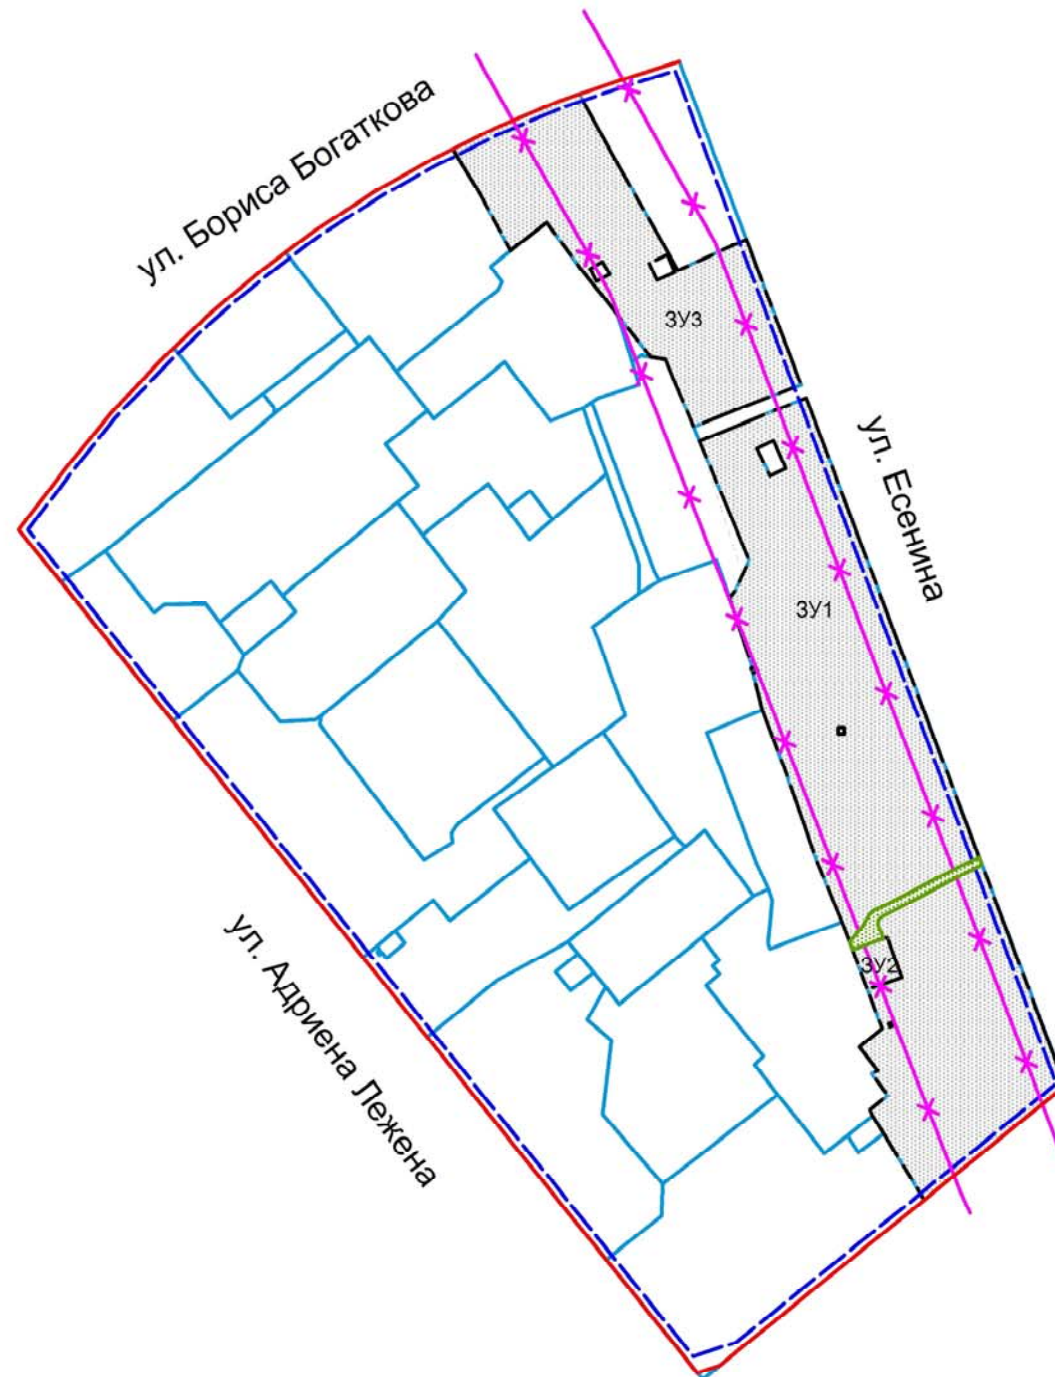 ул. Бориса Богаткова
ЗУ3
ул. Есенина
ЗУ1
ул. Адриена Лежена
ЗУ2